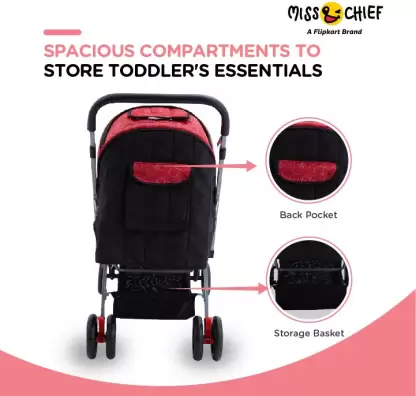 MISS CHIEF
A Flipkart Brand
SPACIOUS COMPARTMENTS TO
STORE TODDLER'S ESSENTIALS
Back Pocket
Storage Basket